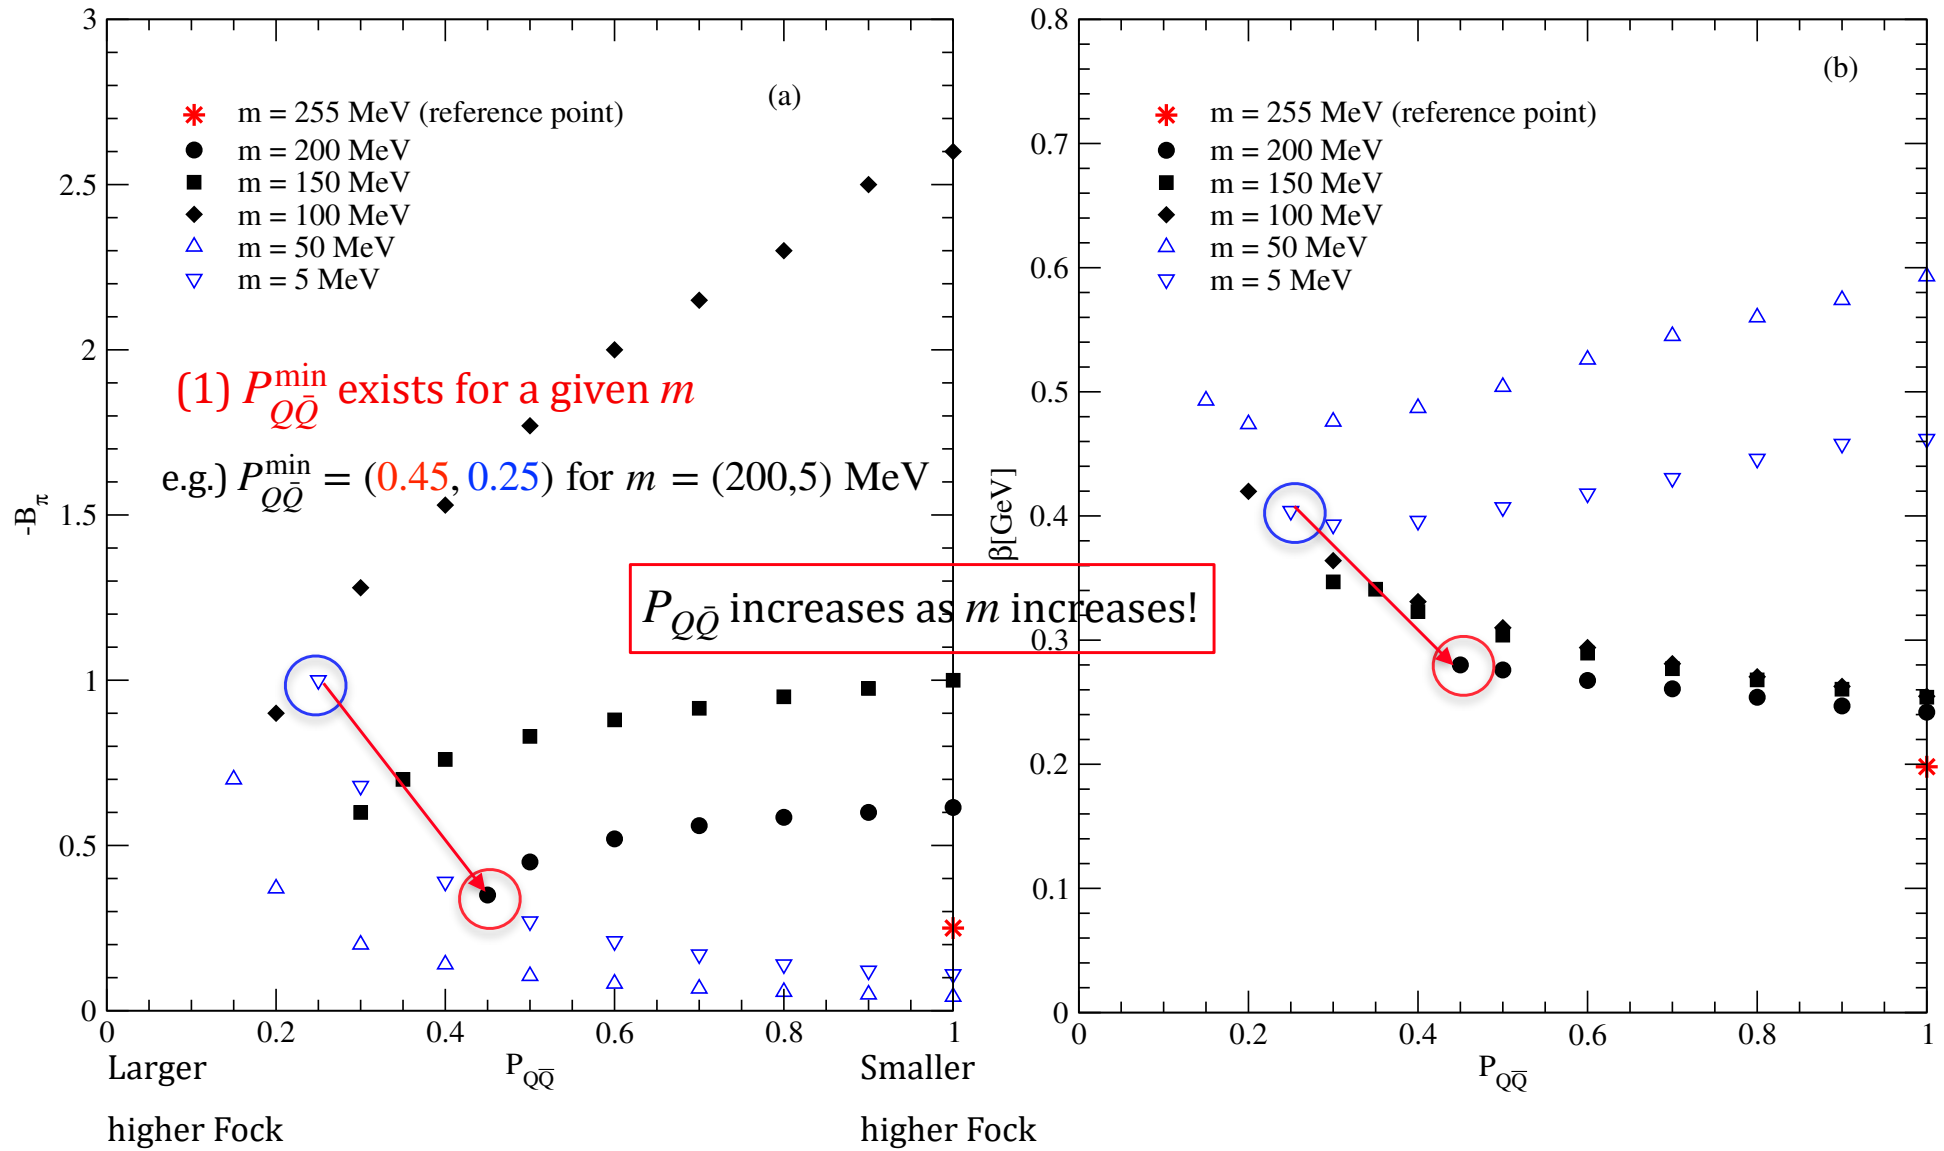 3
2.5
2
1.5
1
0.5
0
-Bπ
(a)
m = 255 MeV (reference point)
m = 200 MeV
m = 150 MeV
m = 100 MeV
m = 50 MeV
m = 5 MeV
(1) P^min_QQ̄ exists for a given m
e.g.) P^min_QQ̄ = (0.45, 0.25) for m = (200,5) MeV
P_QQ̄ increases as m increases!
0 0.2 0.4 0.6 0.8 1
P_QQ̄
Larger
higher Fock
Smaller
higher Fock
0.8
0.7
0.6
0.5
0.4
0.3
0.2
0.1
0
β[GeV]
(b)
m = 255 MeV (reference point)
m = 200 MeV
m = 150 MeV
m = 100 MeV
m = 50 MeV
m = 5 MeV
0 0.2 0.4 0.6 0.8 1
P_QQ̄